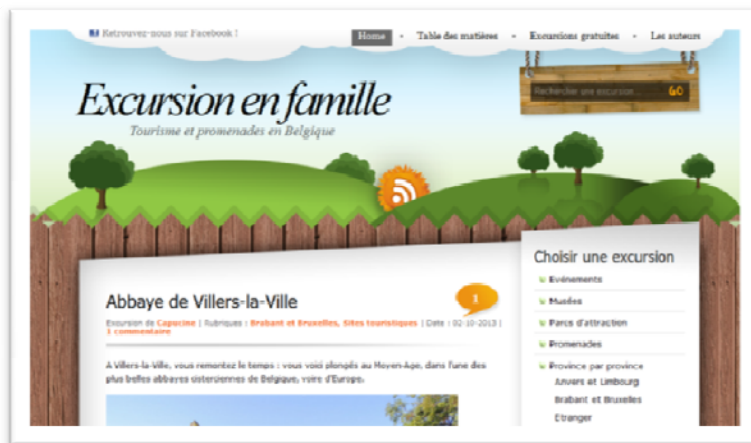 Retrouvez-nous sur Facebook !
Home • Table des matières • Excursions gratuites • Les auteurs
Excursion en famille
Tourisme et promenades en Belgique
Rechercher une excursion ... GO
Abbaye de Villers-la-Ville
1
Excursion de Capucine | Rubriques : Brabant et Bruxelles, Sites touristiques | Date : 02-10-2013 |
1 commentaire
A Villers-la-Ville, vous remontez le temps : vous voici plongés au Moyen-Age, dans l'une des
plus belles abbayes cisterciennes de Belgique, voire d'Europe.
Choisir une excursion
Evénements
Musées
Parcs d'attraction
Promenades
Province par province
Anvers et Limbourg
Brabant et Bruxelles
Etranger